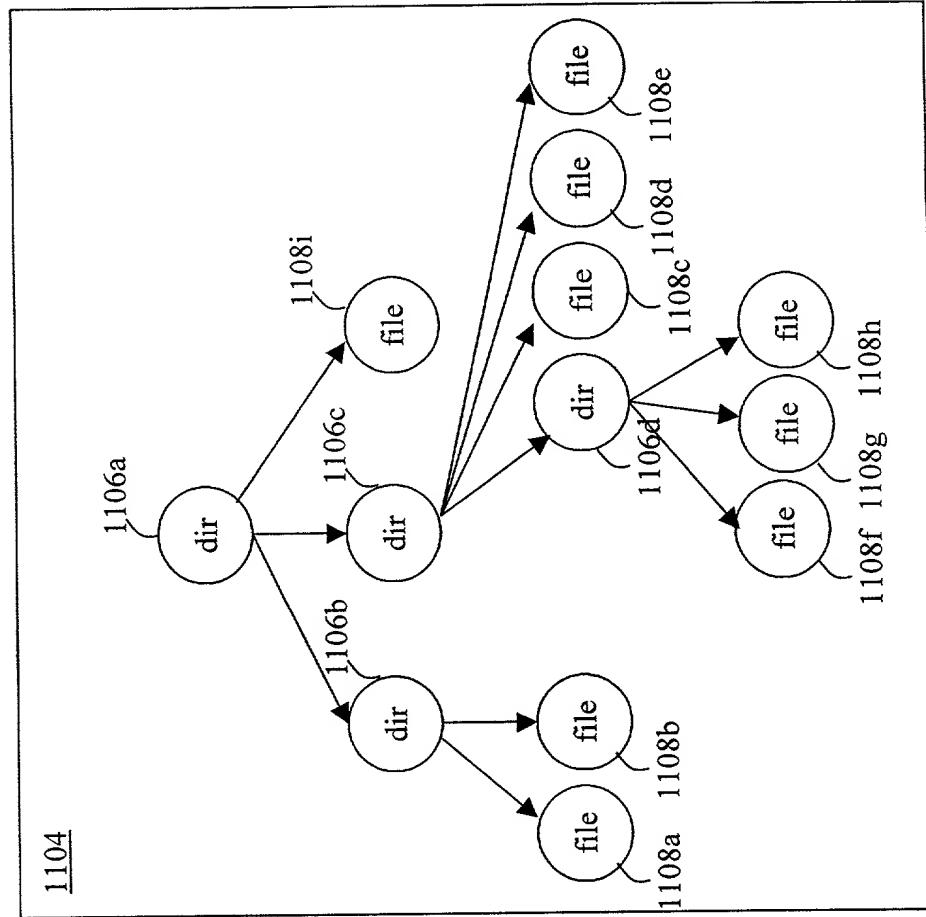 1104
1106a
dir
1106b
1106c
1108i
dir
dir
file
file
file
dir
file
file
file
1108a
1108b
1106d
1108c
1108d
1108e
file
file
file
1108f
1108g
1108h